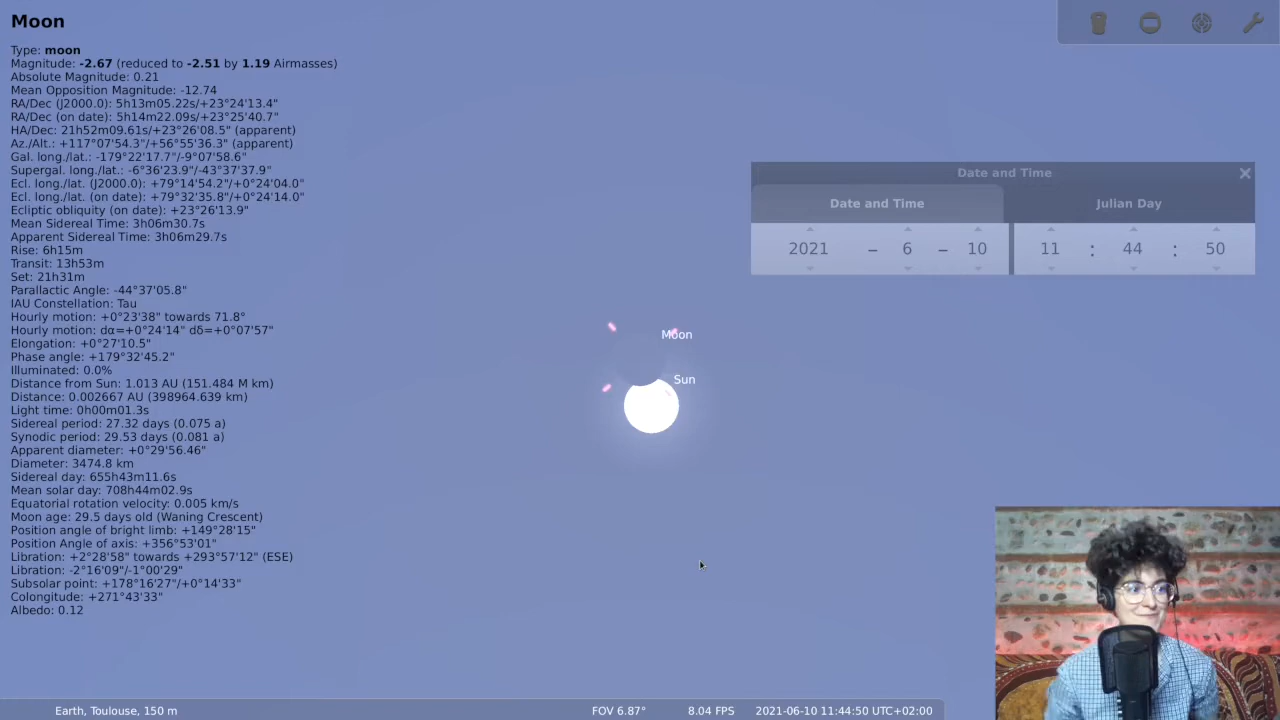 Moon
Type: moon
Magnitude: -2.67 (reduced to -2.51 by 1.19 Airmasses)
Absolute Magnitude: 0.21
Mean Opposition Magnitude: -12.74
RA/Dec (J2000.0): 5h13m05.22s/+23°24'13.4"
RA/Dec (on date): 5h14m22.09s/+23°25'40.7"
HA/Dec: 21h52m09.61s/+23°26'08.5" (apparent)
Az./Alt.: +117°07'54.3"/+56°55'36.3" (apparent)
Gal. long./lat.: -179°22'17.7"/-9°07'58.6"
Supergal. long./lat.: -6°36'23.9"/-43°37'37.9"
Ecl. long./lat. (J2000.0): +79°14'54.2"/+0°24'04.0"
Ecl. long./lat. (on date): +79°32'35.8"/+0°24'14.0"
Ecliptic obliquity (on date): +23°26'13.9"
Mean Sidereal Time: 3h06m30.7s
Apparent Sidereal Time: 3h06m29.7s
Rise: 6h15m
Transit: 13h53m
Set: 21h31m
Parallactic Angle: -44°37'05.8"
IAU Constellation: Tau
Hourly motion: +0°23'38" towards 71.8°
Hourly motion: dα=+0°24'14" dδ=+0°07'57"
Elongation: +0°27'10.5"
Phase angle: +179°32'45.2"
Illuminated: 0.0%
Distance from Sun: 1.013 AU (151.484 M km)
Distance: 0.002667 AU (398964.639 km)
Light time: 0h00m01.3s
Sidereal period: 27.32 days (0.075 a)
Synodic period: 29.53 days (0.081 a)
Apparent diameter: +0°29'56.46"
Diameter: 3474.8 km
Sidereal day: 655h43m11.6s
Mean solar day: 708h44m02.9s
Equatorial rotation velocity: 0.005 km/s
Moon age: 29.5 days old (Waning Crescent)
Position angle of bright limb: +149°28'15"
Position Angle of axis: +356°53'01"
Libration: +2°28'58" towards +293°57'12" (ESE)
Libration: -2°16'09"/-1°00'29"
Subsolar point: +178°16'27"/+0°14'33"
Colongitude: +271°43'33"
Albedo: 0.12
Date and Time
Date and Time Julian Day
2021 – 6 – 10 11 : 44 : 50
Moon
Sun
Earth, Toulouse, 150 m FOV 6.87° 8.04 FPS 2021-06-10 11:44:50 UTC+02:00